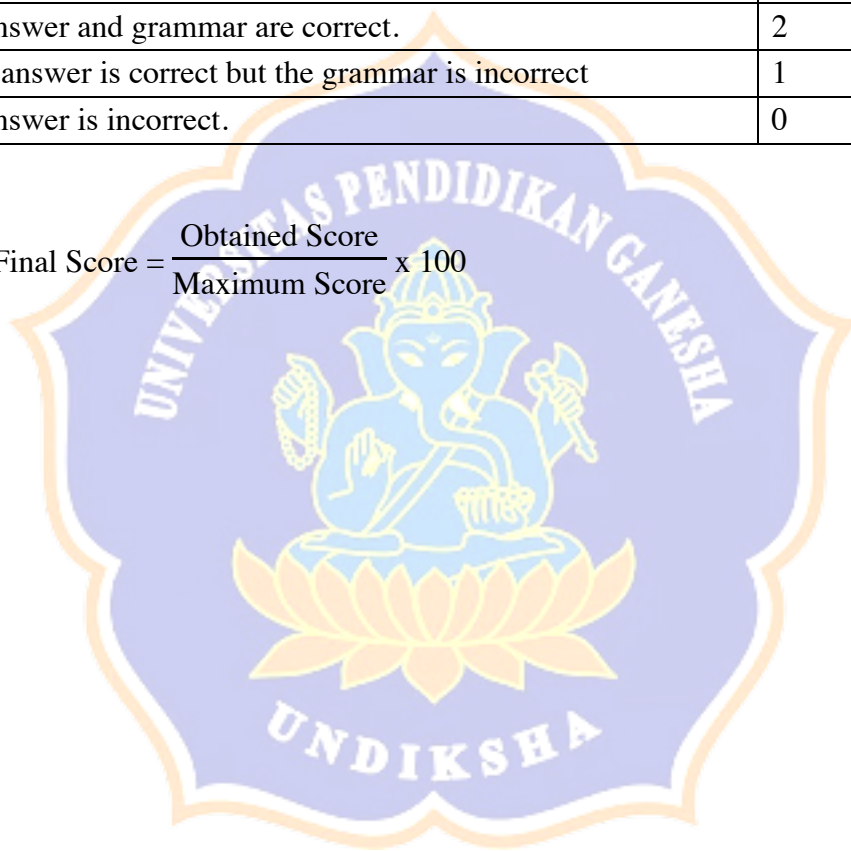 nswer and grammar are correct. 2
answer is correct but the grammar is incorrect 1
nswer is incorrect. 0
UNIVERSITAS PENDIDIKAN GANESHA
Final Score = Obtained Score / Maximum Score x 100
UNDIKSHA